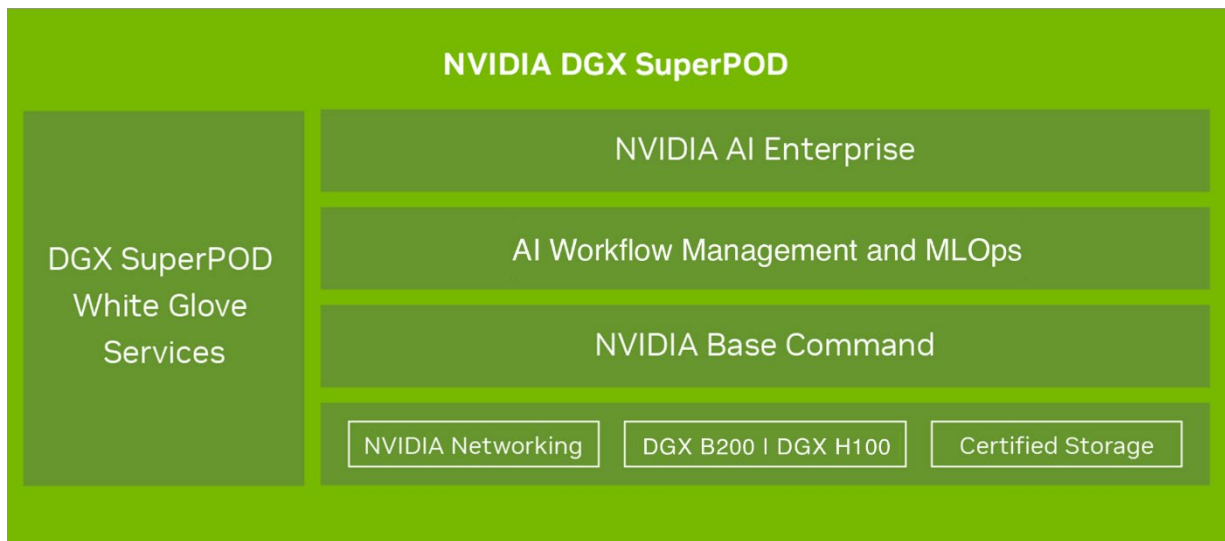 NVIDIA DGX SuperPOD
DGX SuperPOD
White Glove
Services
NVIDIA AI Enterprise
AI Workflow Management and MLOps
NVIDIA Base Command
NVIDIA Networking
DGX B200 | DGX H100
Certified Storage